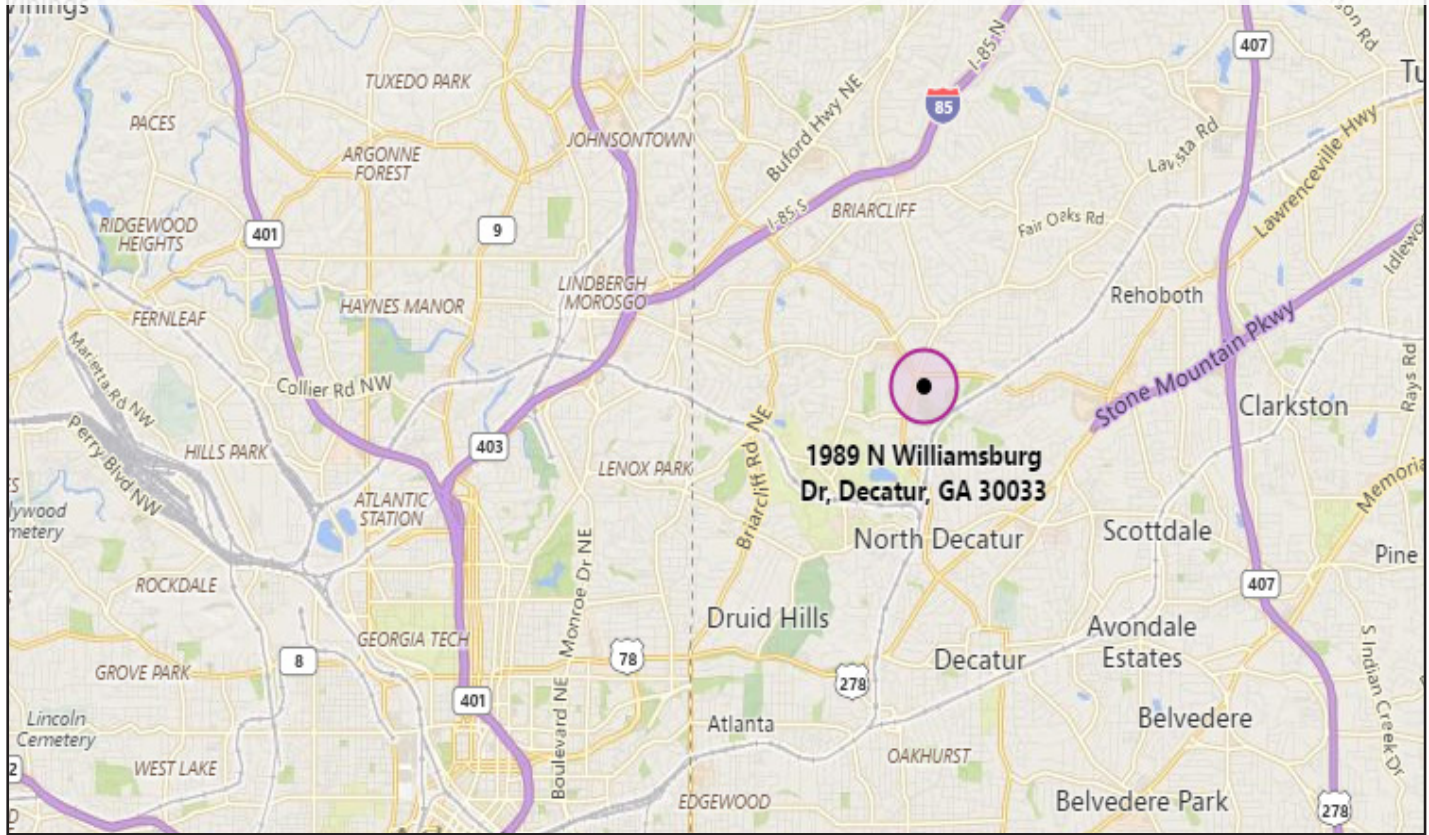 Vinings
407
TUXEDO PARK
I-85 N
85
Buford Hwy NE
PACES
JOHNSONTOWN
Lavista Rd
Lawrenceville Hwy
ARGONNE
FOREST
I-85 S
BRIARCLIFF
Fair Oaks Rd
RIDGEWOOD
HEIGHTS
401
9
LINDBERGH
MOROSGO
Rehoboth
HAYNES MANOR
FERNLEAF
Stone Mountain Pkwy
Marietta Rd NW
Collier Rd NW
Rays Rd
Clarkston
Perry Blvd NW
HILLS PARK
403
LENOX PARK
Briarcliff Rd NE
1989 N Williamsburg
Dr, Decatur, GA 30033
ATLANTIC
STATION
North Decatur
Scottdale
Pine
ROCKDALE
Monroe Dr NE
407
Druid Hills
GEORGIA TECH
Avondale
Estates
8
78
Decatur
GROVE PARK
278
401
S Indian Creek Dr
Lincoln
Cemetery
Boulevard NE
Atlanta
Belvedere
WEST LAKE
OAKHURST
EDGEWOOD
Belvedere Park
278